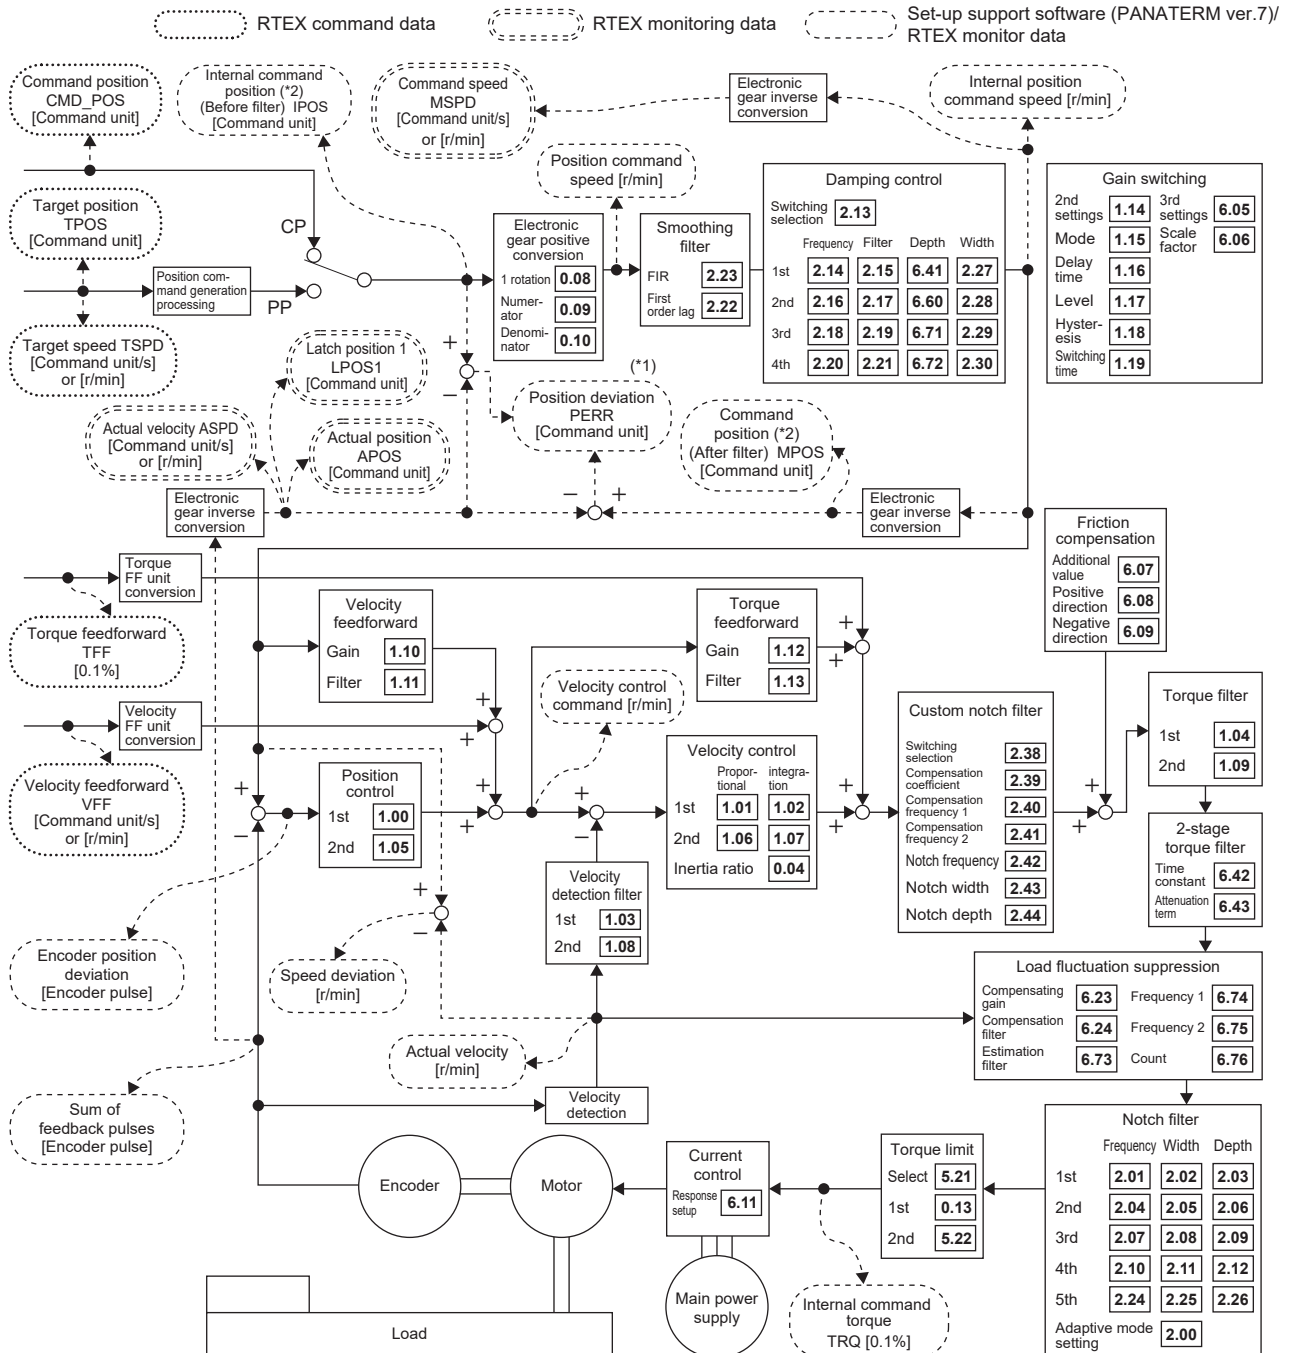 RTEX command data
RTEX monitoring data
Set-up support software (PANATERM ver.7)/
RTEX monitor data
Command position
CMD_POS
[Command unit]
Internal command
position (*2)
(Before filter) IPOS
[Command unit]
Command speed
MSPD
[Command unit/s]
or [r/min]
Electronic
gear inverse
conversion
Internal position
command speed [r/min]
Position command
speed [r/min]
Target position
TPOS
[Command unit]
CP
PP
Position com-
mand generation
processing
Target speed TSPD
[Command unit/s]
or [r/min]
Electronic
gear positive
conversion
1 rotation 0.08
Numer-
ator 0.09
Denomi-
nator 0.10
Smoothing
filter
FIR 2.23
First
order lag 2.22
Damping control
Switching
selection 2.13
Frequency Filter Depth Width
1st 2.14 2.15 6.41 2.27
2nd 2.16 2.17 6.60 2.28
3rd 2.18 2.19 6.71 2.29
4th 2.20 2.21 6.72 2.30
Gain switching
2nd
settings 1.14
3rd
settings 6.05
Mode 1.15
Scale
factor 6.06
Delay
time 1.16
Level 1.17
Hyster-
esis 1.18
Switching
time 1.19
Latch position 1
LPOS1
[Command unit]
+
−
(*1)
Position deviation
PERR
[Command unit]
Command
position (*2)
(After filter) MPOS
[Command unit]
Actual velocity ASPD
[Command unit/s]
or [r/min]
Actual position
APOS
[Command unit]
Electronic
gear inverse
conversion
−
+
Electronic
gear inverse
conversion
Friction
compensation
Additional
value 6.07
Positive
direction 6.08
Negative
direction 6.09
Torque
FF unit
conversion
Torque feedforward
TFF
[0.1%]
Velocity
feedforward
Gain 1.10
Filter 1.11
Torque
feedforward
Gain 1.12
Filter 1.13
+
+
Velocity control
command [r/min]
Velocity
FF unit
conversion
+
+
Velocity feedforward
VFF
[Command unit/s]
or [r/min]
+
−
Position
control
1st 1.00
2nd 1.05
+
+
+
−
Velocity control
Propor-
tional
integra-
tion
1st 1.01 1.02
2nd 1.06 1.07
Inertia ratio 0.04
+
+
Custom notch filter
Switching
selection 2.38
Compensation
coefficient 2.39
Compensation
frequency 1 2.40
Compensation
frequency 2 2.41
Notch frequency 2.42
Notch width 2.43
Notch depth 2.44
+
+
Torque filter
1st 1.04
2nd 1.09
2-stage
torque filter
Time
constant 6.42
Attenuation
term 6.43
Velocity
detection filter
1st 1.03
2nd 1.08
+
−
Encoder position
deviation
[Encoder pulse]
Speed deviation
[r/min]
Load fluctuation suppression
Compensating
gain 6.23
Frequency 1 6.74
Compensation
filter 6.24
Frequency 2 6.75
Estimation
filter 6.73
Count 6.76
Actual velocity
[r/min]
Velocity
detection
Sum of
feedback pulses
[Encoder pulse]
Encoder
Motor
Current
control
Response
setup 6.11
Torque limit
Select 5.21
1st 0.13
2nd 5.22
Notch filter
Frequency Width Depth
1st 2.01 2.02 2.03
2nd 2.04 2.05 2.06
3rd 2.07 2.08 2.09
4th 2.10 2.11 2.12
5th 2.24 2.25 2.26
Adaptive mode
setting 2.00
Main power
supply
Internal command
torque
TRQ [0.1%]
Load